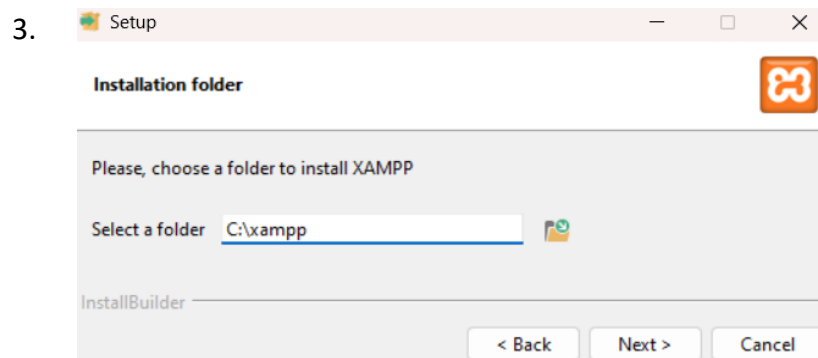 3.
Setup
Installation folder
Please, choose a folder to install XAMPP
Select a folder C:\xampp
InstallBuilder
< Back Next > Cancel